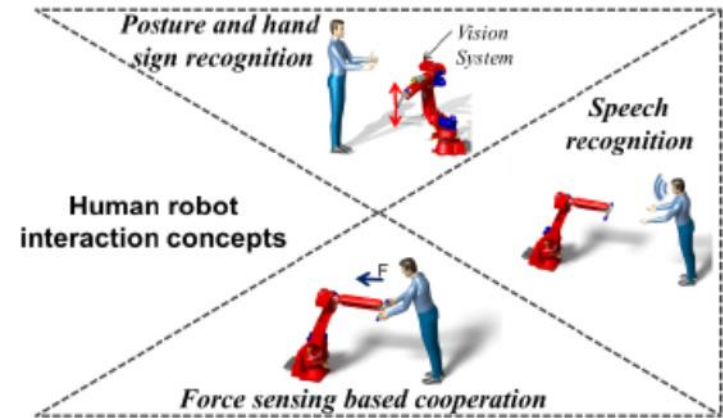 Posture and hand
sign recognition
Vision
System
Speech
recognition
Human robot
interaction concepts
F
Force sensing based cooperation